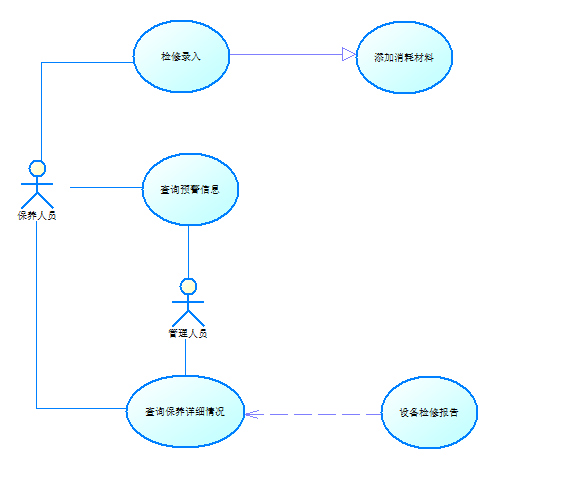 检修录入
添加消耗材料
查询预警信息
保养人员
管理人员
查询保养详细情况
设备检修报告